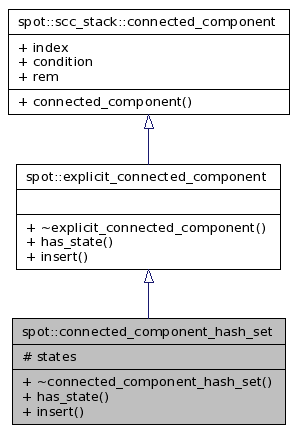 spot::scc_stack::connected_component
+ index
+ condition
+ rem
+ connected_component()
spot::explicit_connected_component
+ ~explicit_connected_component()
+ has_state()
+ insert()
spot::connected_component_hash_set
# states
+ ~connected_component_hash_set()
+ has_state()
+ insert()